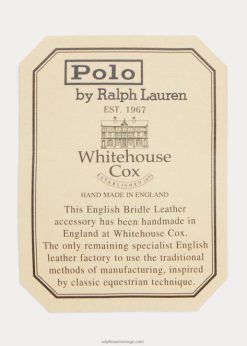 Polo
by Ralph Lauren
EST. 1967
Whitehouse
Cox
ESTABLISHED 1875
HAND MADE IN ENGLAND
This English Bridle Leather
accessory has been handmade in
England at Whitehouse Cox.
The only remaining specialist English
leather factory to use the traditional
methods of manufacturing, inspired
by classic equestrian technique.